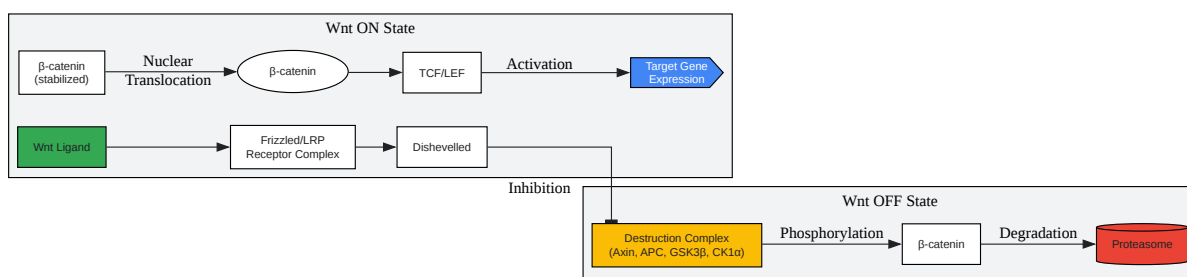 Wnt ON State
β-catenin
(stabilized)
Nuclear
Translocation
β-catenin
TCF/LEF
Activation
Target Gene
Expression
Wnt Ligand
Frizzled/LRP
Receptor Complex
Dishevelled
Inhibition
Wnt OFF State
Destruction Complex
(Axin, APC, GSK3β, CK1α)
Phosphorylation
β-catenin
Degradation
Proteasome